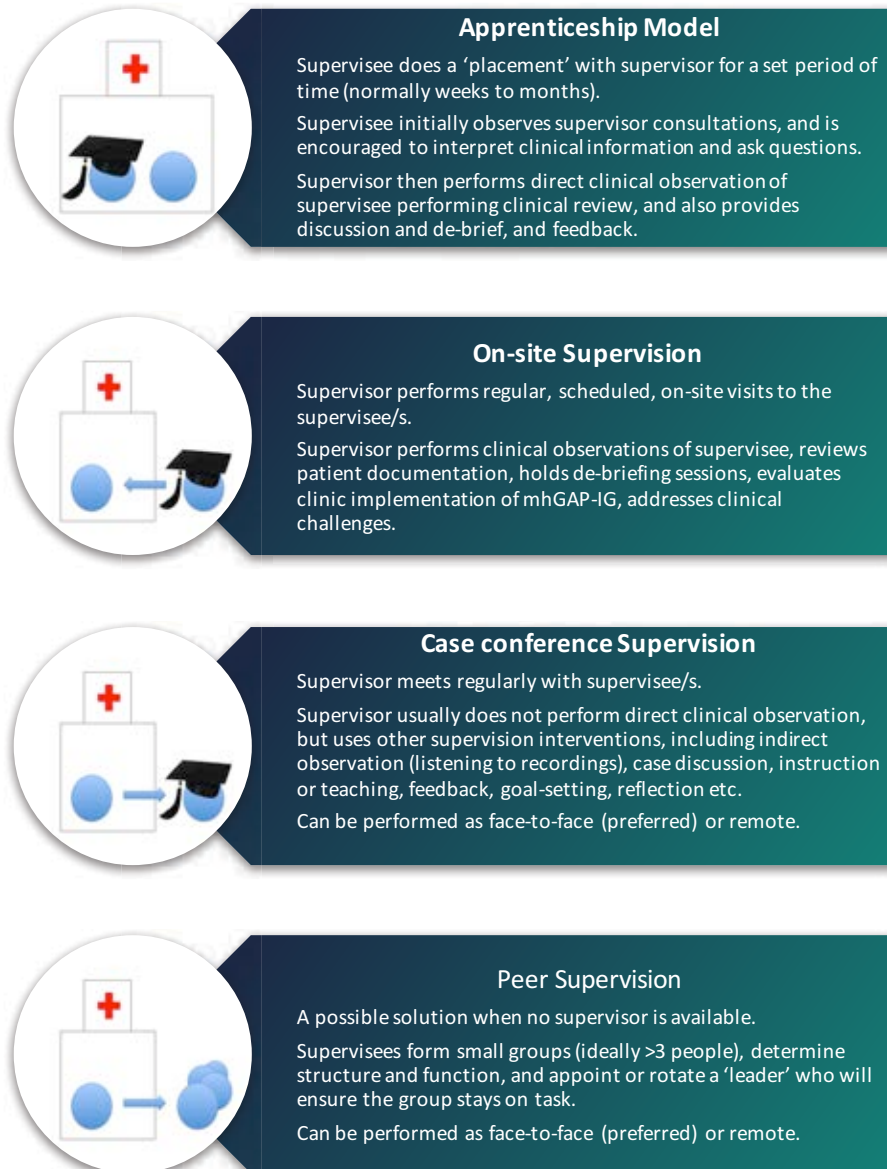 Apprenticeship Model
Supervisee does a ‘placement’ with supervisor for a set period of
time (normally weeks to months).
Supervisee initially observes supervisor consultations, and is
encouraged to interpret clinical information and ask questions.
Supervisor then performs direct clinical observation of
supervisee performing clinical review, and also provides
discussion and de-brief, and feedback.
On-site Supervision
Supervisor performs regular, scheduled, on-site visits to the
supervisee/s.
Supervisor performs clinical observations of supervisee, reviews
patient documentation, holds de-briefing sessions, evaluates
clinic implementation of mhGAP-IG, addresses clinical
challenges.
Case conference Supervision
Supervisor meets regularly with supervisee/s.
Supervisor usually does not perform direct clinical observation,
but uses other supervision interventions, including indirect
observation (listening to recordings), case discussion, instruction
or teaching, feedback, goal-setting, reflection etc.
Can be performed as face-to-face (preferred) or remote.
Peer Supervision
A possible solution when no supervisor is available.
Supervisees form small groups (ideally >3 people), determine
structure and function, and appoint or rotate a ‘leader’ who will
ensure the group stays on task.
Can be performed as face-to-face (preferred) or remote.